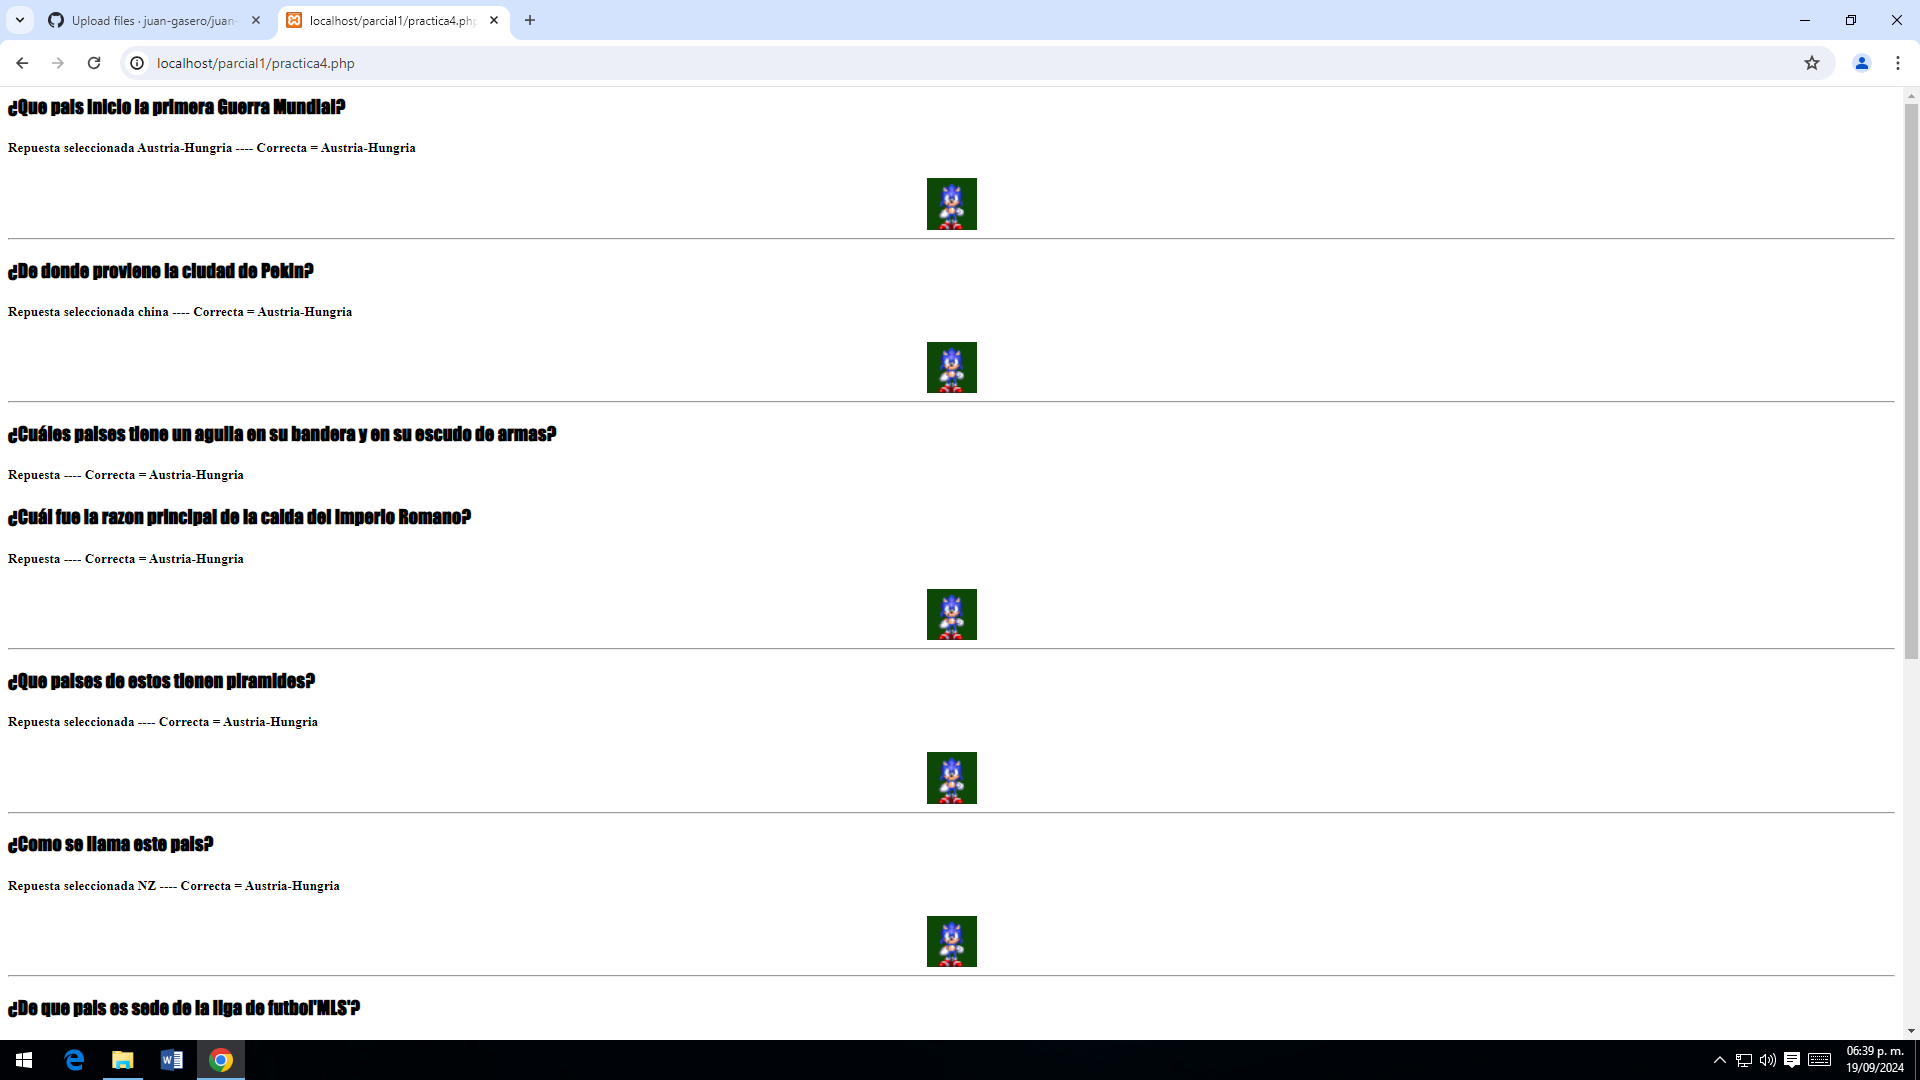 Upload files · juan-gasero/juan-
localhost/parcial1/practica4.php
localhost/parcial1/practica4.php
¿Que pais inicio la primera Guerra Mundial?
Repuesta seleccionada Austria-Hungria ---- Correcta = Austria-Hungria
¿De donde proviene la ciudad de Pekin?
Repuesta seleccionada china ---- Correcta = Austria-Hungria
¿Cuáles paises tiene un aguila en su bandera y en su escudo de armas?
Repuesta ---- Correcta = Austria-Hungria
¿Cuál fue la razon principal de la caida del Imperio Romano?
Repuesta ---- Correcta = Austria-Hungria
¿Que paises de estos tienen piramides?
Repuesta seleccionada ---- Correcta = Austria-Hungria
¿Como se llama este pais?
Repuesta seleccionada NZ ---- Correcta = Austria-Hungria
¿De que pais es sede de la liga de futbol'MLS'?
06:39 p. m.
19/09/2024